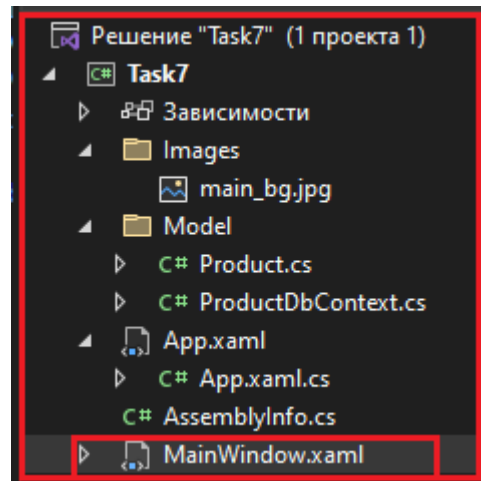 Решение "Task7" (1 проекта 1)
C# Task7
Зависимости
Images
main_bg.jpg
Model
C# Product.cs
C# ProductDbContext.cs
App.xaml
C# App.xaml.cs
C# AssemblyInfo.cs
MainWindow.xaml